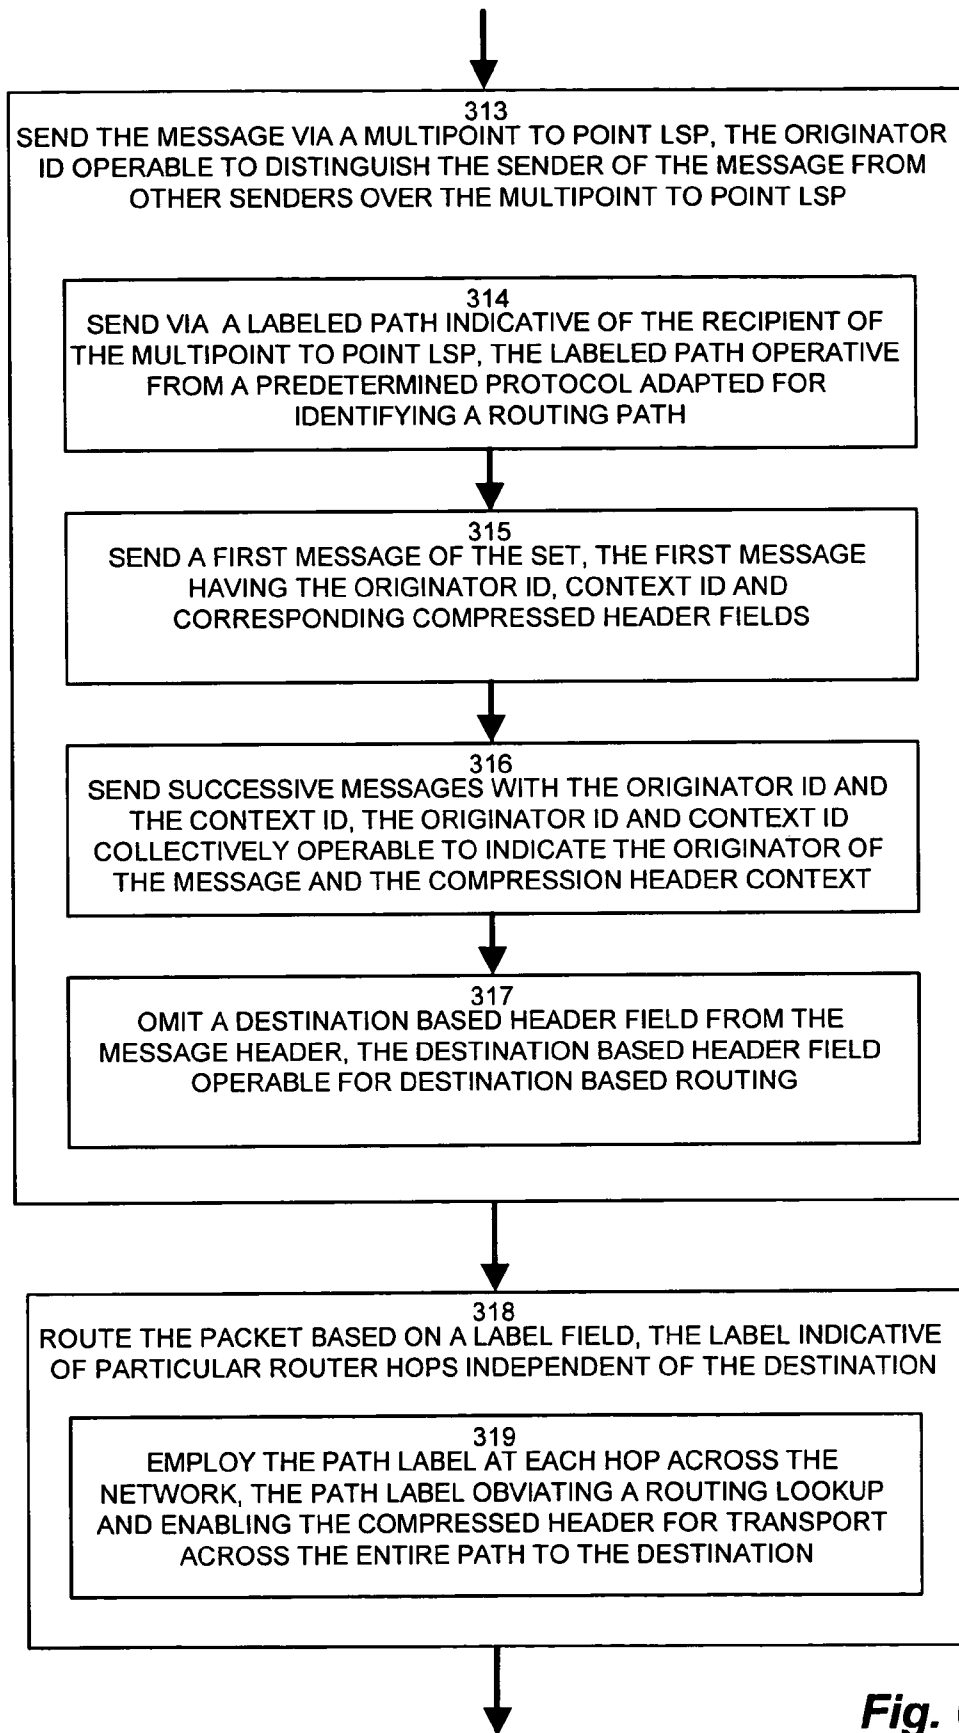 313
SEND THE MESSAGE VIA A MULTIPOINT TO POINT LSP, THE ORIGINATOR
ID OPERABLE TO DISTINGUISH THE SENDER OF THE MESSAGE FROM
OTHER SENDERS OVER THE MULTIPOINT TO POINT LSP
314
SEND VIA A LABELED PATH INDICATIVE OF THE RECIPIENT OF
THE MULTIPOINT TO POINT LSP, THE LABELED PATH OPERATIVE
FROM A PREDETERMINED PROTOCOL ADAPTED FOR
IDENTIFYING A ROUTING PATH
315
SEND A FIRST MESSAGE OF THE SET, THE FIRST MESSAGE
HAVING THE ORIGINATOR ID, CONTEXT ID AND
CORRESPONDING COMPRESSED HEADER FIELDS
316
SEND SUCCESSIVE MESSAGES WITH THE ORIGINATOR ID AND
THE CONTEXT ID, THE ORIGINATOR ID AND CONTEXT ID
COLLECTIVELY OPERABLE TO INDICATE THE ORIGINATOR OF
THE MESSAGE AND THE COMPRESSION HEADER CONTEXT
317
OMIT A DESTINATION BASED HEADER FIELD FROM THE
MESSAGE HEADER, THE DESTINATION BASED HEADER FIELD
OPERABLE FOR DESTINATION BASED ROUTING
318
ROUTE THE PACKET BASED ON A LABEL FIELD, THE LABEL INDICATIVE
OF PARTICULAR ROUTER HOPS INDEPENDENT OF THE DESTINATION
319
EMPLOY THE PATH LABEL AT EACH HOP ACROSS THE
NETWORK, THE PATH LABEL OBVIATING A ROUTING LOOKUP
AND ENABLING THE COMPRESSED HEADER FOR TRANSPORT
ACROSS THE ENTIRE PATH TO THE DESTINATION
Fig.